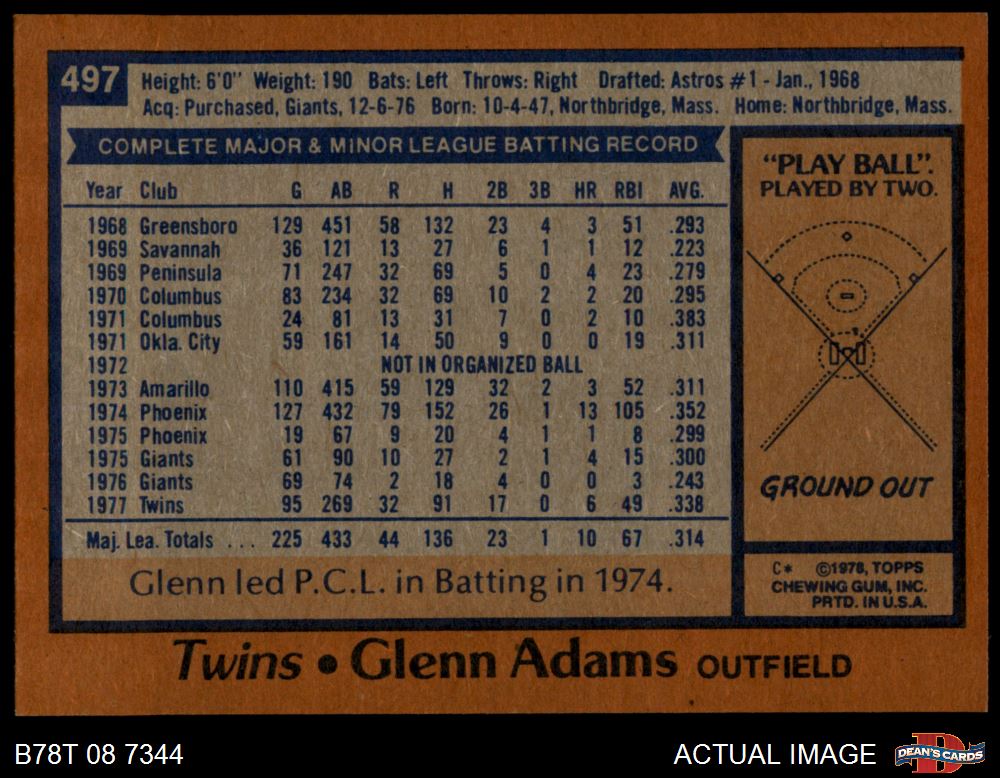 497
Height: 6'0" Weight: 190 Bats: Left Throws: Right Drafted: Astros #1 - Jan., 1968
Acq: Purchased, Giants, 12-6-76 Born: 10-4-47, Northbridge, Mass. Home: Northbridge, Mass.
COMPLETE MAJOR & MINOR LEAGUE BATTING RECORD
Year Club G AB R H 2B 3B HR RBI AVG.
1968 Greensboro 129 451 58 132 23 4 3 51 .293
1969 Savannah 36 121 13 27 6 1 1 12 .223
1969 Peninsula 71 247 32 69 5 0 4 23 .279
1970 Columbus 83 234 32 69 10 2 2 20 .295
1971 Columbus 24 81 13 31 7 0 2 10 .383
1971 Okla. City 59 161 14 50 9 0 0 19 .311
1972 NOT IN ORGANIZED BALL
1973 Amarillo 110 415 59 129 32 2 3 52 .311
1974 Phoenix 127 432 79 152 26 1 13 105 .352
1975 Phoenix 19 67 9 20 4 1 1 8 .299
1975 Giants 61 90 10 27 2 1 4 15 .300
1976 Giants 69 74 2 18 4 0 0 3 .243
1977 Twins 95 269 32 91 17 0 6 49 .338
Maj. Lea. Totals ... 225 433 44 136 23 1 10 67 .314
Glenn led P.C.L. in Batting in 1974.
"PLAY BALL".
PLAYED BY TWO.
GROUND OUT
C* ©1978, TOPPS
CHEWING GUM, INC.
PRTD. IN U.S.A.
Twins • Glenn Adams OUTFIELD
B78T 08 7344
ACTUAL IMAGE
DEAN'S CARDS